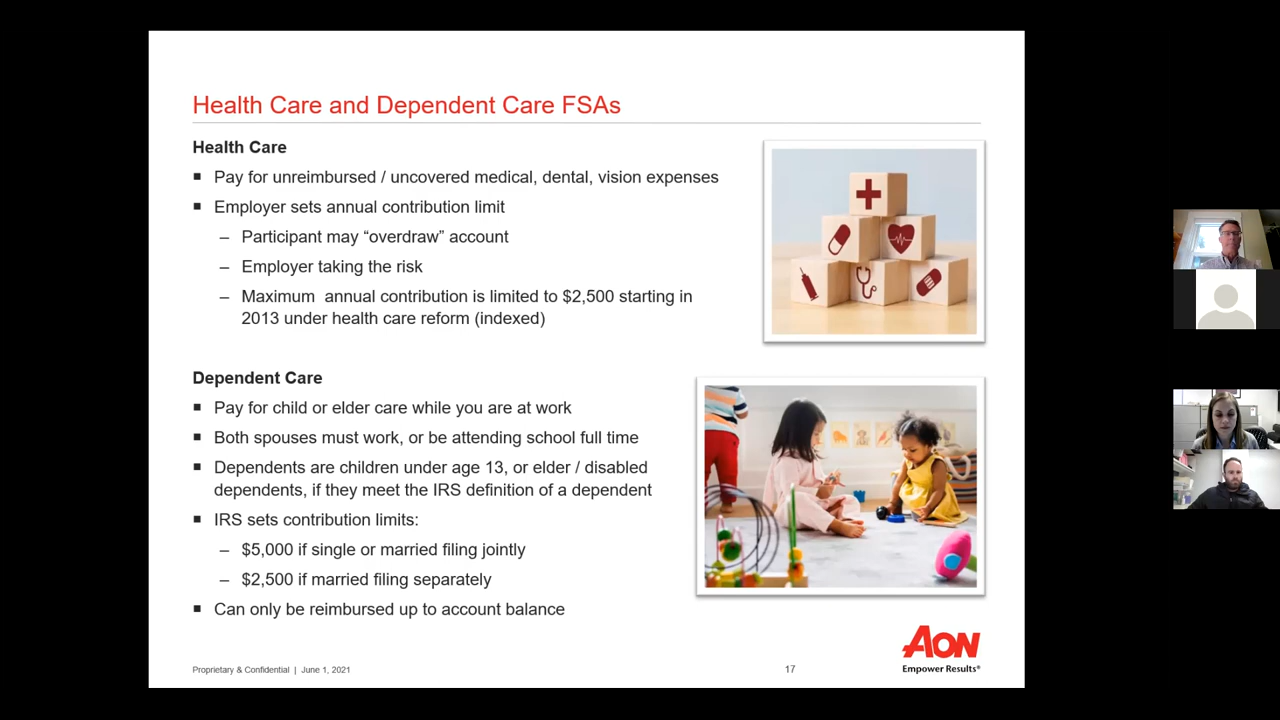 Health Care and Dependent Care FSAs
Health Care
▪ Pay for unreimbursed / uncovered medical, dental, vision expenses
▪ Employer sets annual contribution limit
– Participant may “overdraw” account
– Employer taking the risk
– Maximum  annual contribution is limited to $2,500 starting in
2013 under health care reform (indexed)
Dependent Care
▪ Pay for child or elder care while you are at work
▪ Both spouses must work, or be attending school full time
▪ Dependents are children under age 13, or elder / disabled
dependents, if they meet the IRS definition of a dependent
▪ IRS sets contribution limits:
– $5,000 if single or married filing jointly
– $2,500 if married filing separately
▪ Can only be reimbursed up to account balance
AON
Empower Results®
Proprietary & Confidential | June 1, 2021
17